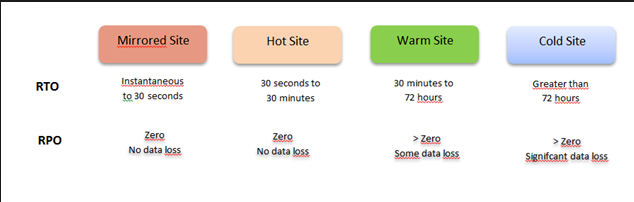 Mirrored Site Hot Site Warm Site Cold Site
RTO
Instantaneous
to 30 seconds
30 seconds to
30 minutes
30 minutes to
72 hours
Greater than
72 hours
RPO
Zero
No data loss
Zero
No data loss
> Zero
Some data loss
> Zero
Signifcant data loss